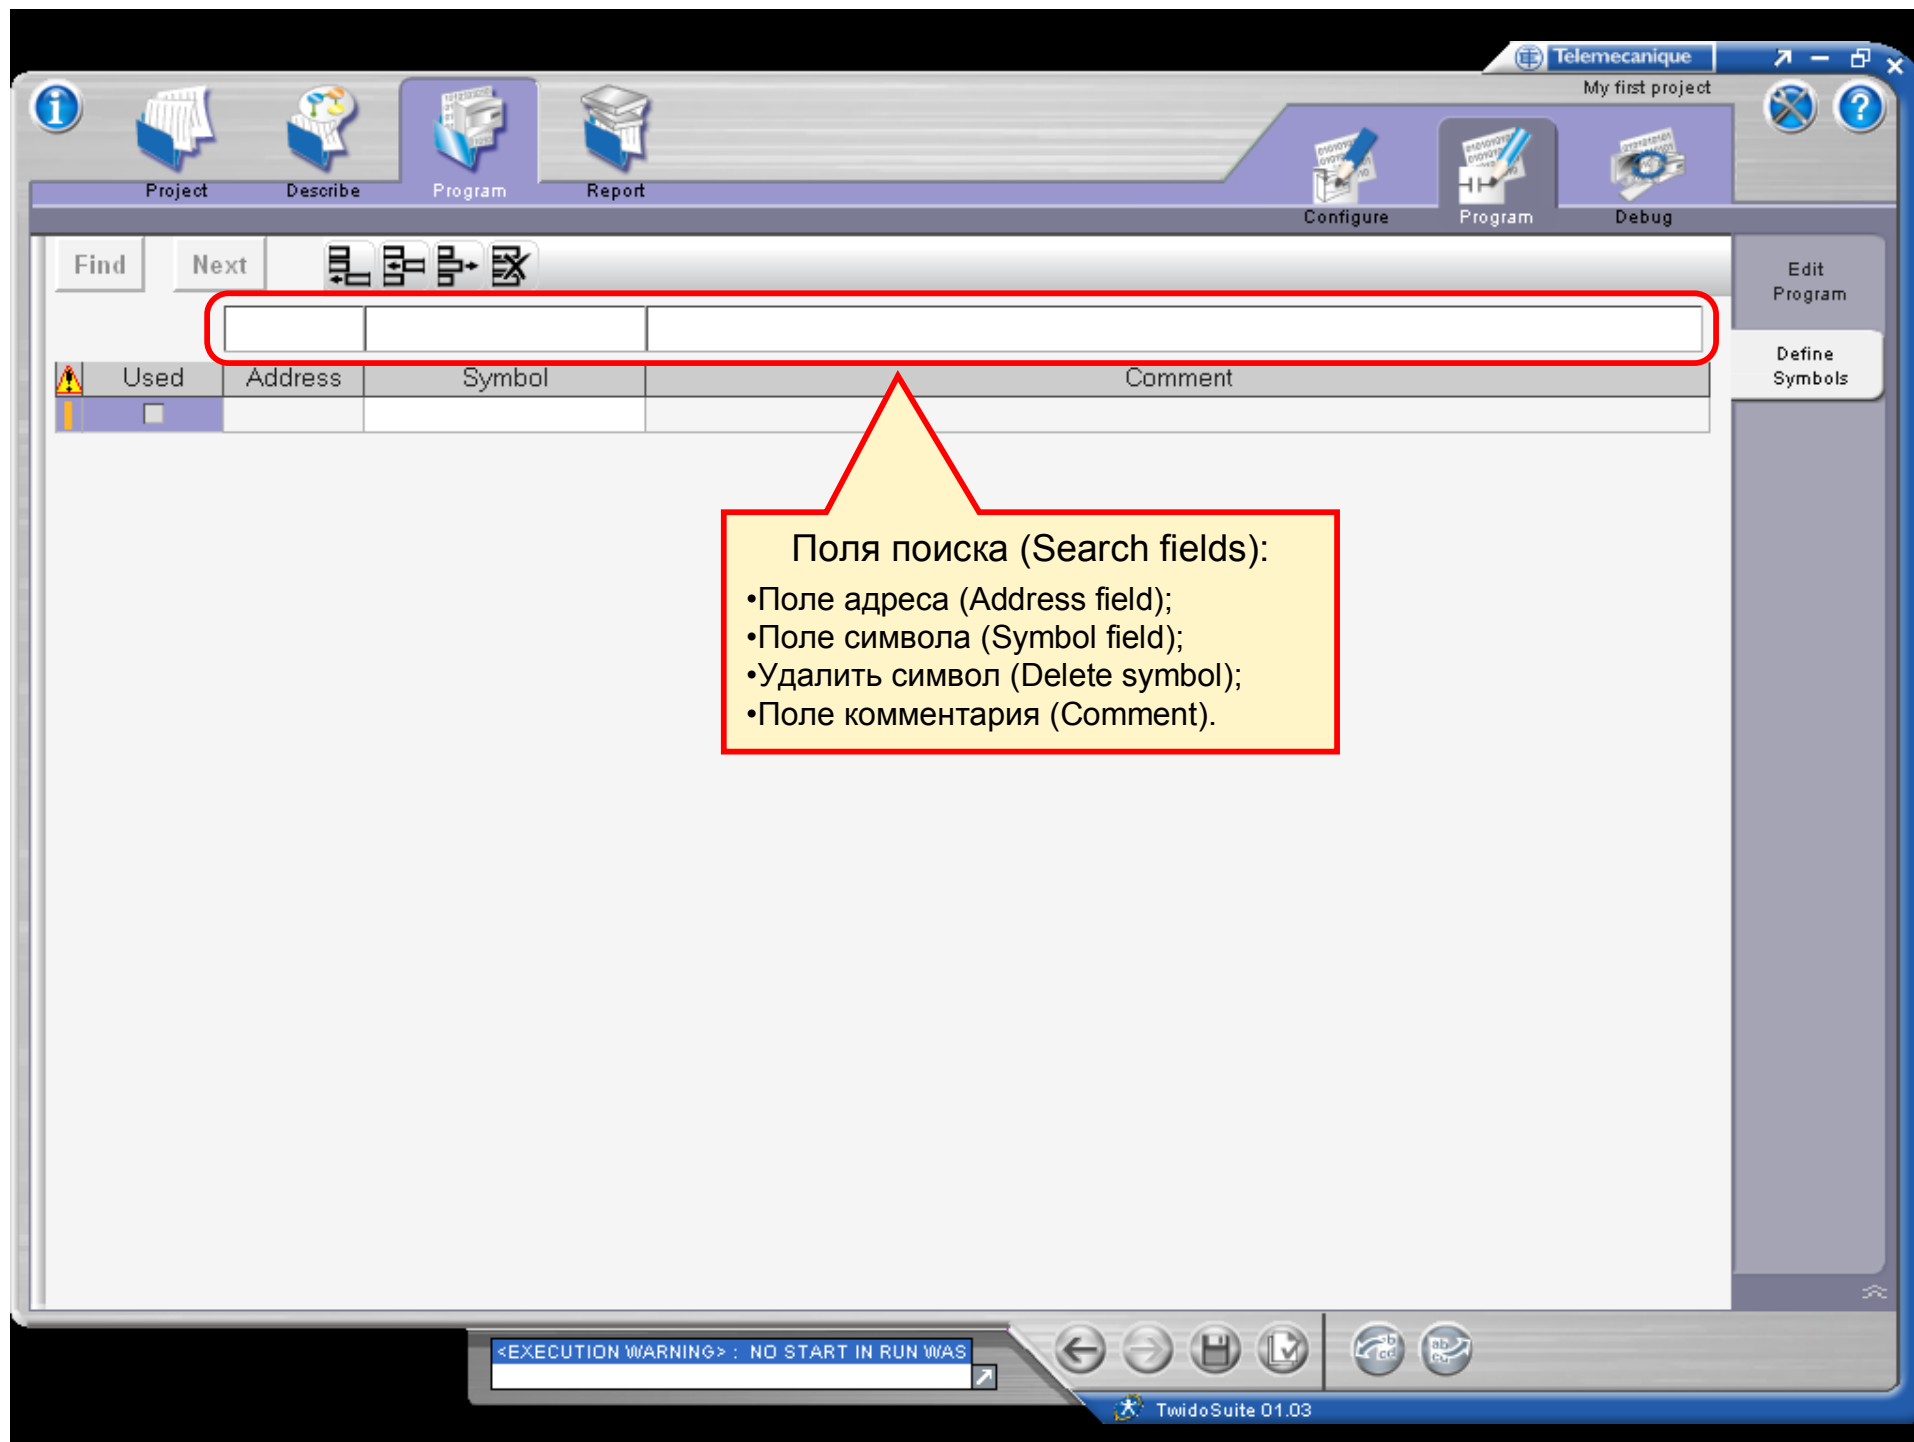 Telemecanique
My first project
Project
Describe
Program
Report
Configure
Program
Debug
Find
Next
Edit
Program
Define
Symbols
Used
Address
Symbol
Comment
Поля поиска (Search fields):
•Поле адреса (Address field);
•Поле символа (Symbol field);
•Удалить символ (Delete symbol);
•Поле комментария (Comment).
<EXECUTION WARNING> : NO START IN RUN WAS
TwidoSuite 01.03